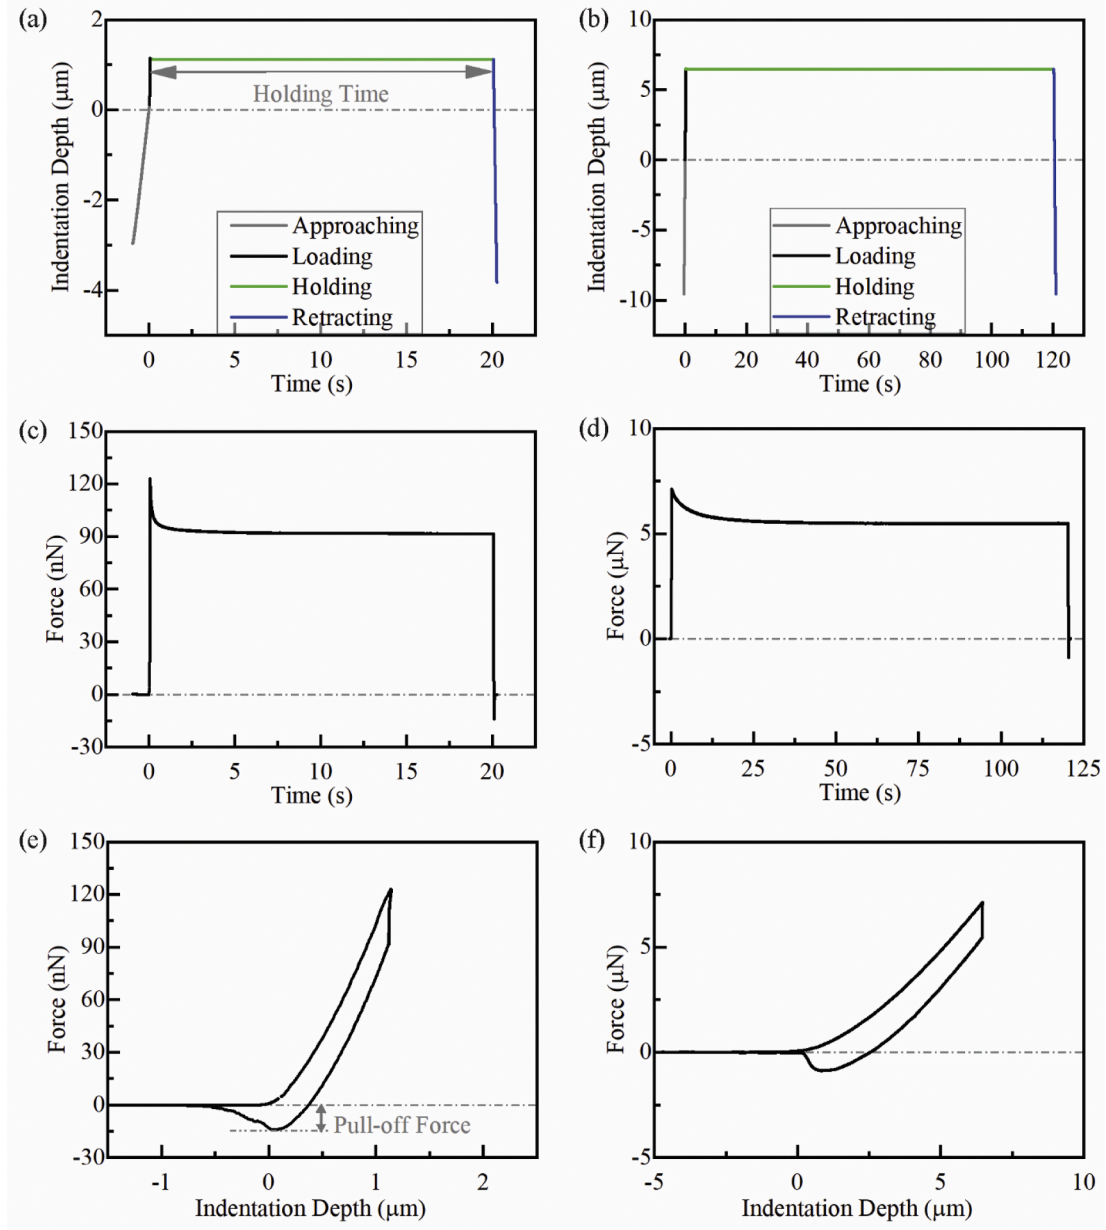 (a)
2
0
-2
-4
Indentation Depth (μm)
Holding Time
Approaching
Loading
Holding
Retracting
0 5 10 15 20
Time (s)
(b)
10
5
0
-5
-10
Indentation Depth (μm)
Approaching
Loading
Holding
Retracting
0 20 40 60 80 100 120
Time (s)
(c)
150
120
90
60
30
0
-30
Force (nN)
0 5 10 15 20
Time (s)
(d)
10
5
0
-5
Force (μN)
0 25 50 75 100 125
Time (s)
(e)
150
120
90
60
30
0
-30
Force (nN)
Pull-off Force
-1 0 1 2
Indentation Depth (μm)
(f)
10
5
0
-5
Force (μN)
-5 0 5 10
Indentation Depth (μm)